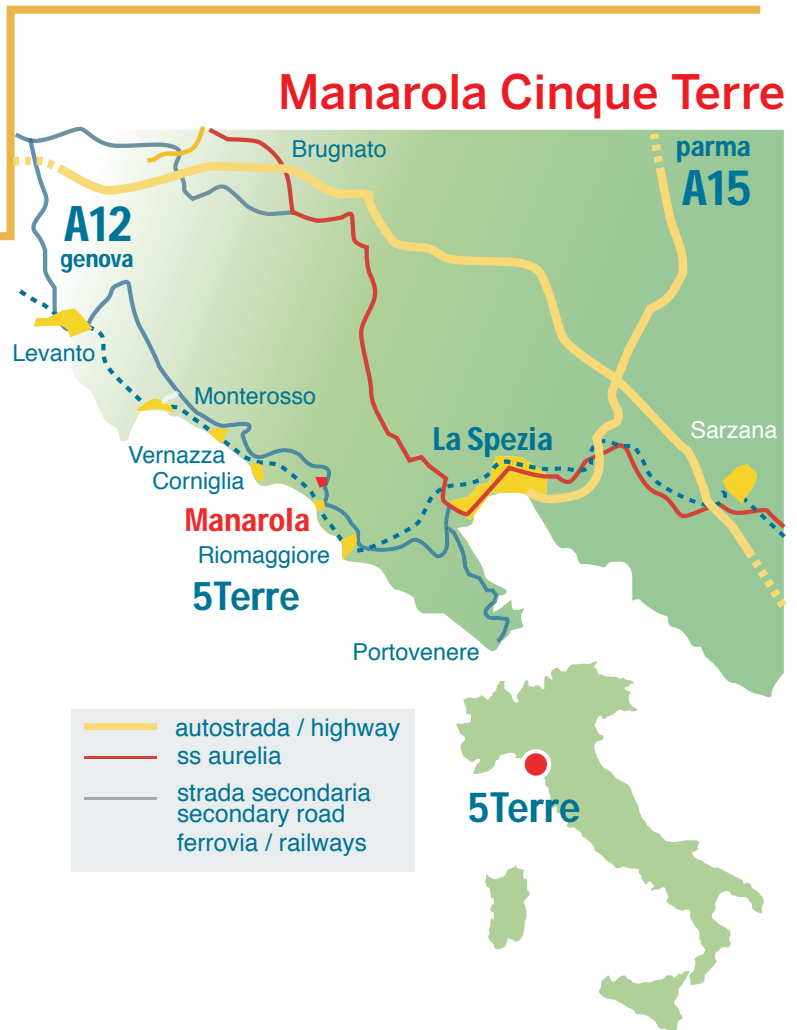 Manarola Cinque Terre
Brugnato
parma
A15
A12
genova
Levanto
Monterosso
La Spezia
Sarzana
Vernazza
Corniglia
Manarola
Riomaggiore
5Terre
Portovenere
autostrada / highway
ss aurelia
strada secondaria
secondary road
ferrovia / railways
5Terre